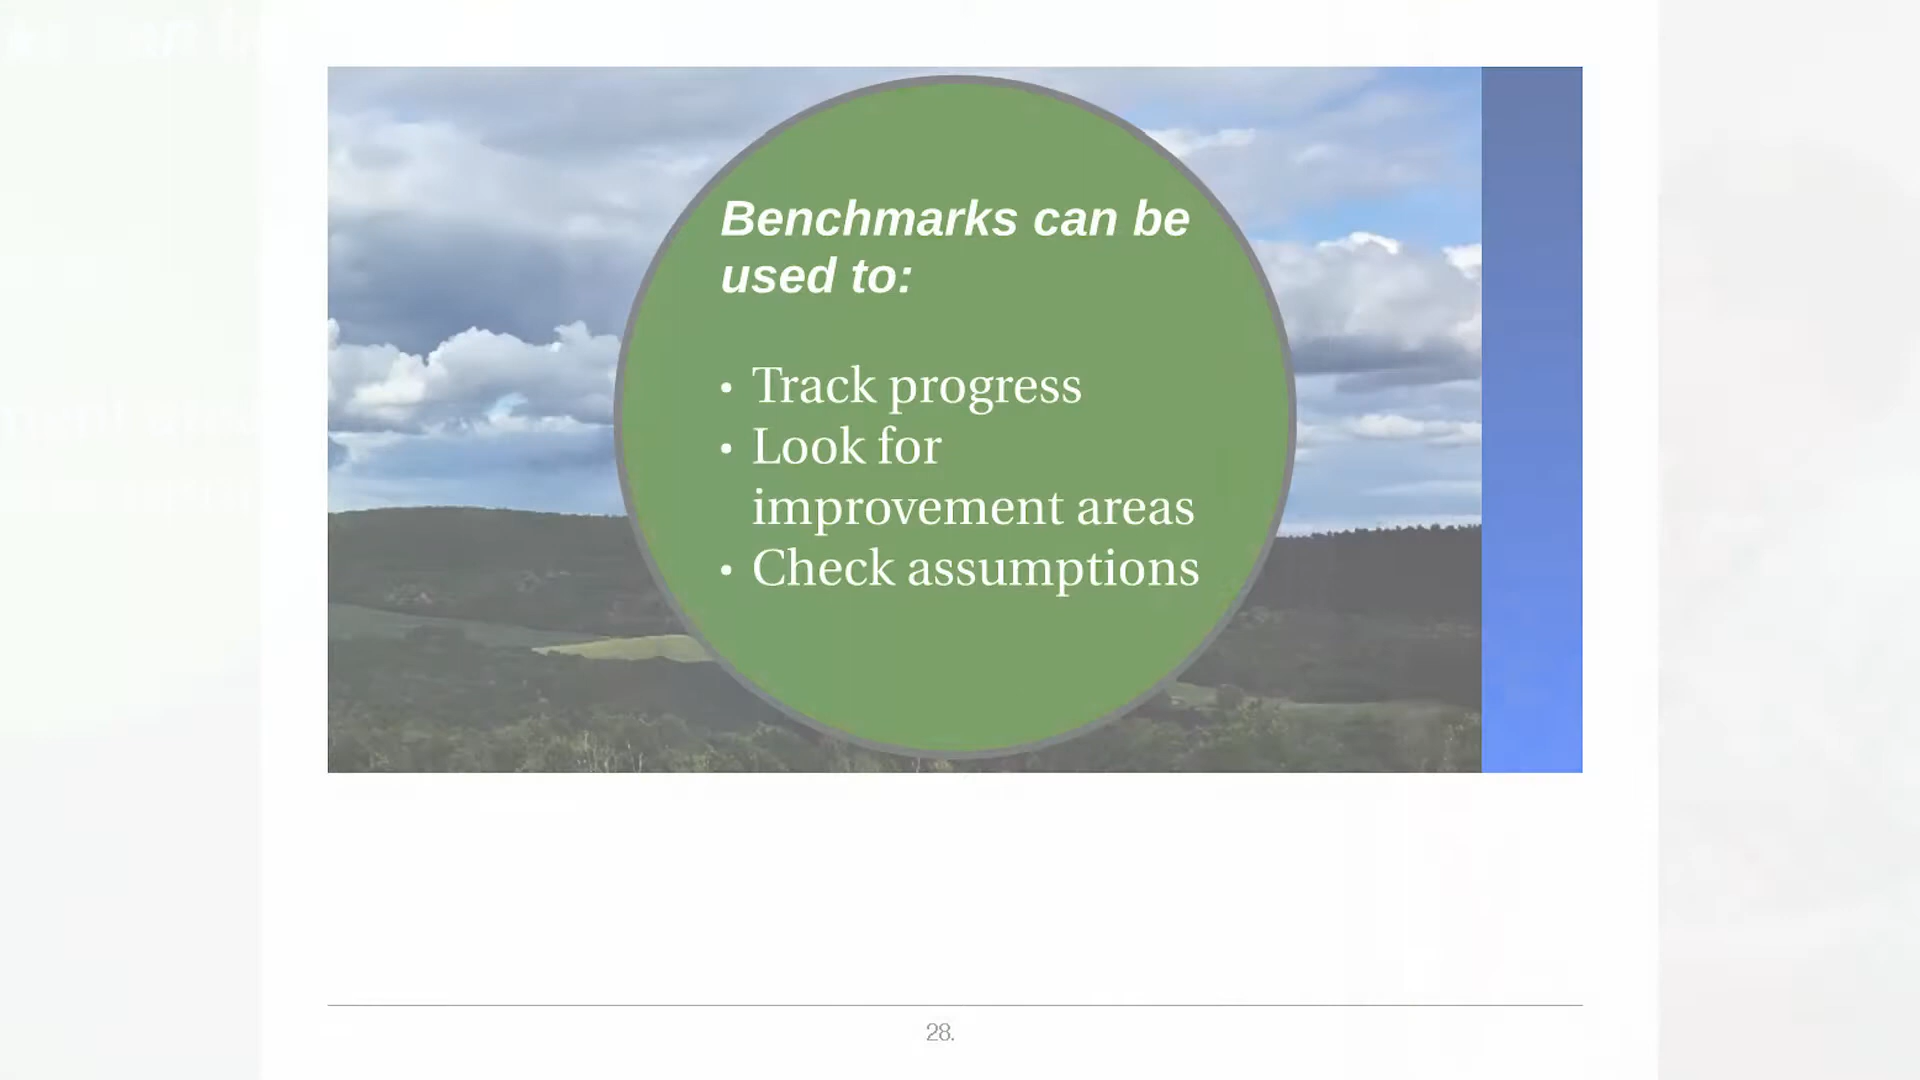 Benchmarks can be
used to:
• Track progress
• Look for
improvement areas
• Check assumptions
28.